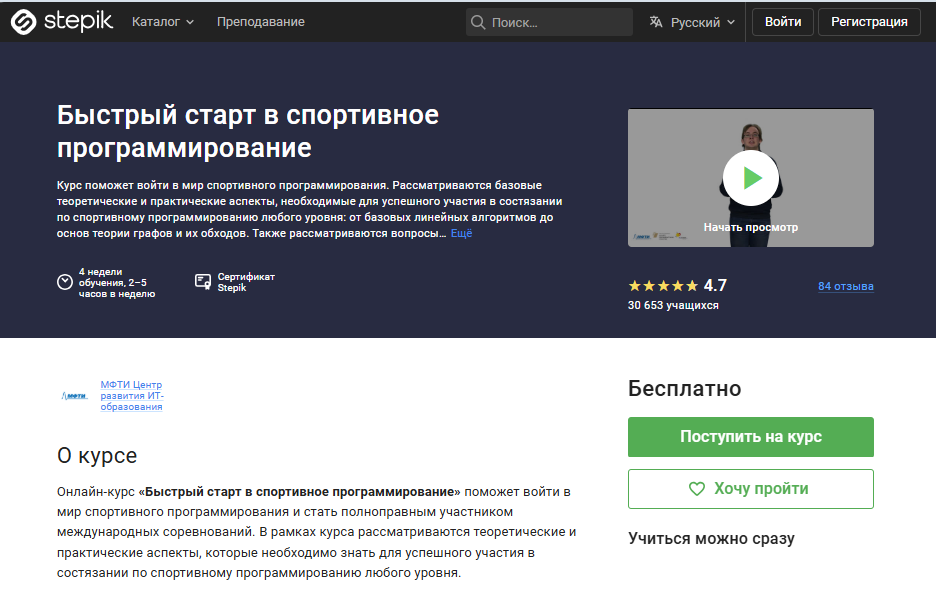 stepik Каталог Преподавание Поиск... Русский Войти Регистрация
Быстрый старт в спортивное
программирование
Курс поможет войти в мир спортивного программирования. Рассматриваются базовые
теоретические и практические аспекты, необходимые для успешного участия в состязании
по спортивному программированию любого уровня: от базовых линейных алгоритмов до
основ теории графов и их обходов. Также рассматриваются вопросы... Ещё
4 недели
обучения, 2–5
часов в неделю
Сертификат
Stepik
Начать просмотр
4.7 84 отзыва
30 653 учащихся
МФТИ
МФТИ Центр
развития ИТ-
образования
О курсе
Онлайн-курс «Быстрый старт в спортивное программирование» поможет войти в
мир спортивного программирования и стать полноправным участником
международных соревнований. В рамках курса рассматриваются теоретические и
практические аспекты, которые необходимо знать для успешного участия в
состязании по спортивному программированию любого уровня.
Бесплатно
Поступить на курс
Хочу пройти
Учиться можно сразу